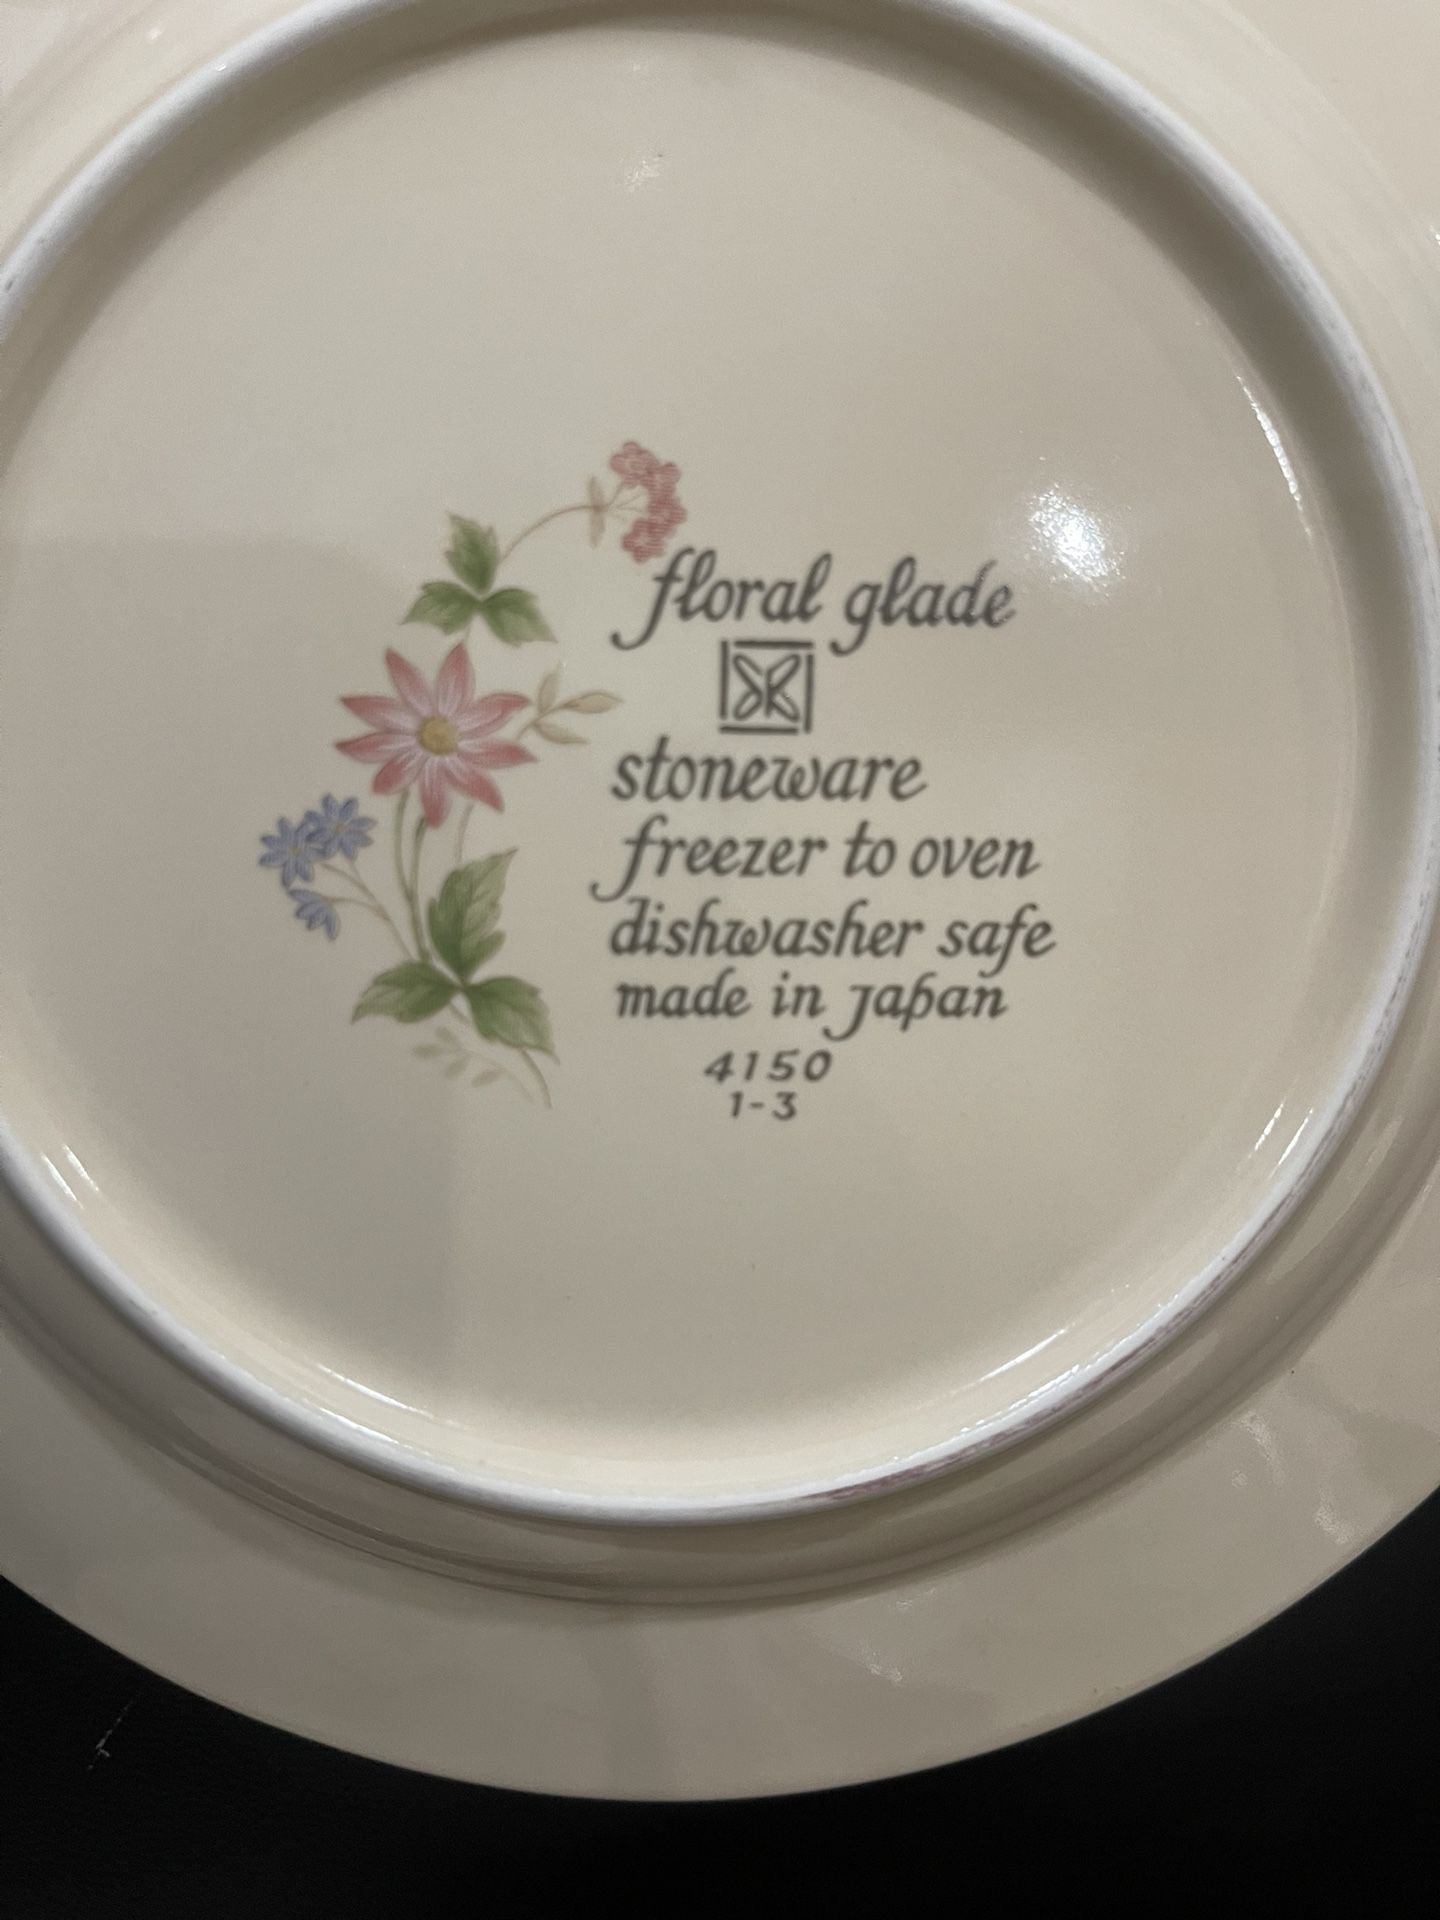 floral glade
stoneware
freezer to oven
dishwasher safe
made in japan
4150
1-3